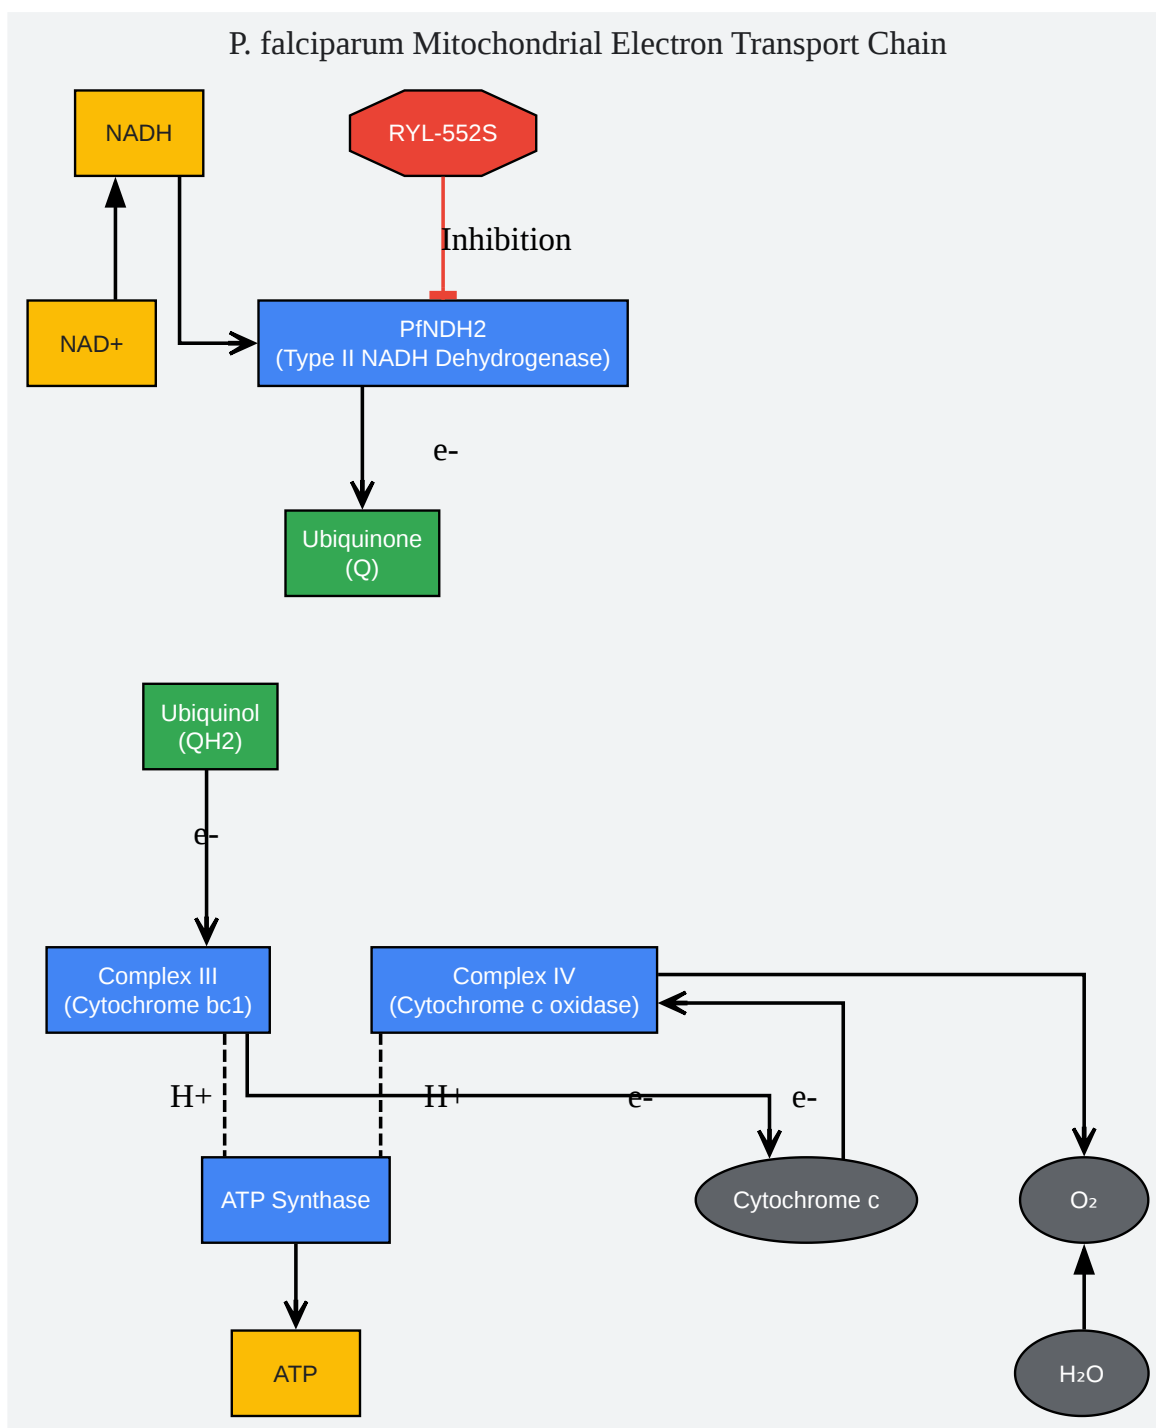 P. falciparum Mitochondrial Electron Transport Chain
NADH
RYL-552S
Inhibition
NAD+
PfNDH2
(Type II NADH Dehydrogenase)
e-
Ubiquinone
(Q)
Ubiquinol
(QH2)
e-
Complex III
(Cytochrome bc1)
Complex IV
(Cytochrome c oxidase)
H+
H+
e-
e-
ATP Synthase
Cytochrome c
O₂
ATP
H₂O